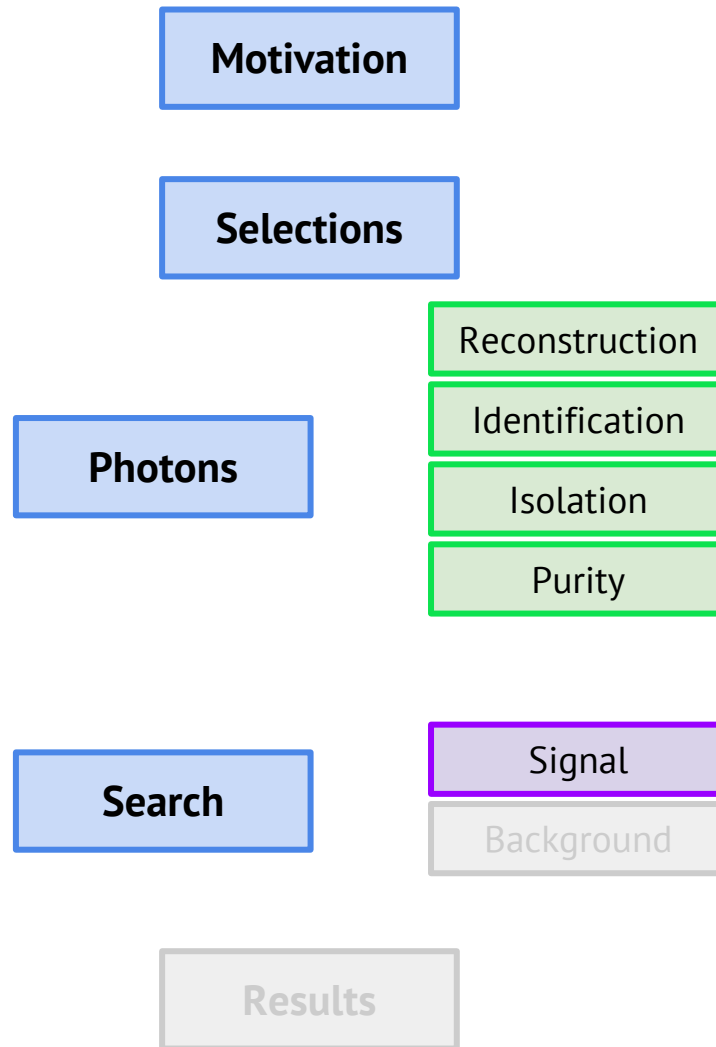 Motivation
Selections
Reconstruction
Identification
Photons
Isolation
Purity
Signal
Search
Background
Results